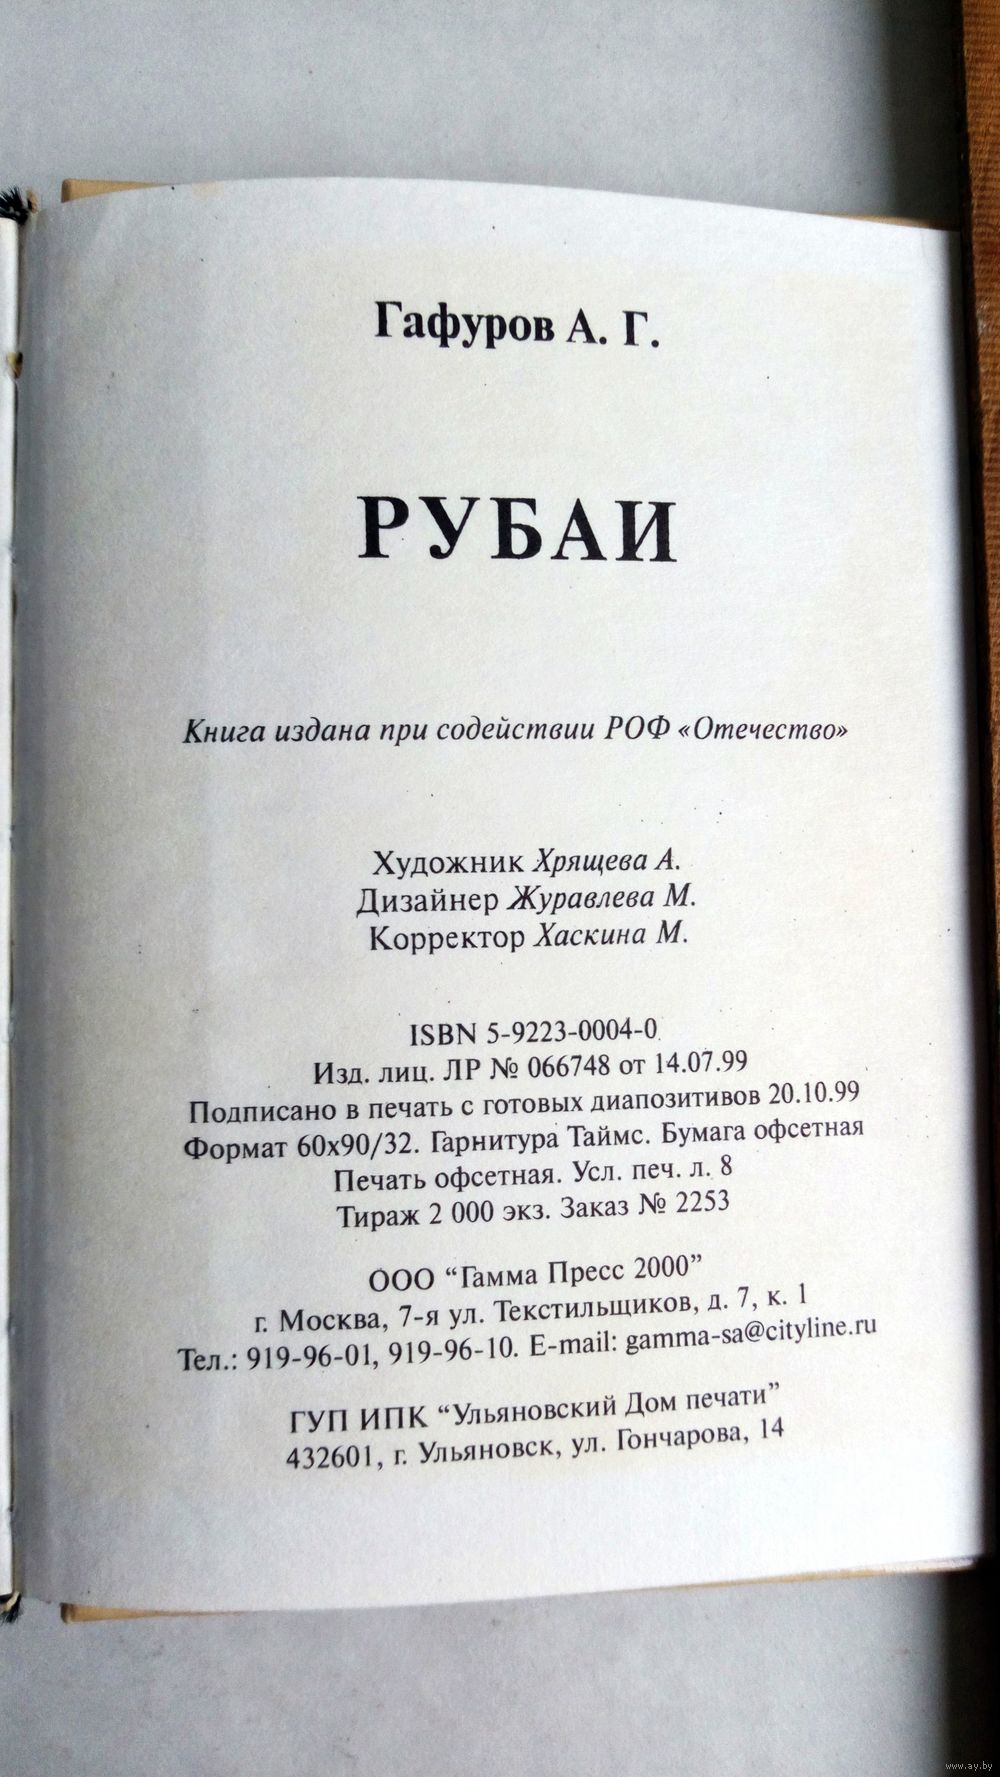 Гафуров А. Г.
РУБАИ
Книга издана при содействии РОФ «Отечество»
Художник Хрящева А.
Дизайнер Журавлева М.
Корректор Хаскина М.
ISBN 5-9223-0004-0
Изд. лиц. ЛР № 066748 от 14.07.99
Подписано в печать с готовых диапозитивов 20.10.99
Формат 60х90/32. Гарнитура Таймс. Бумага офсетная
Печать офсетная. Усл. печ. л. 8
Тираж 2 000 экз. Заказ № 2253
ООО “Гамма Пресс 2000”
г. Москва, 7-я ул. Текстильщиков, д. 7, к. 1
Тел.: 919-96-01, 919-96-10. E-mail: gamma-sa@cityline.ru
ГУП ИПК “Ульяновский Дом печати”
432601, г. Ульяновск, ул. Гончарова, 14
www.ay.by